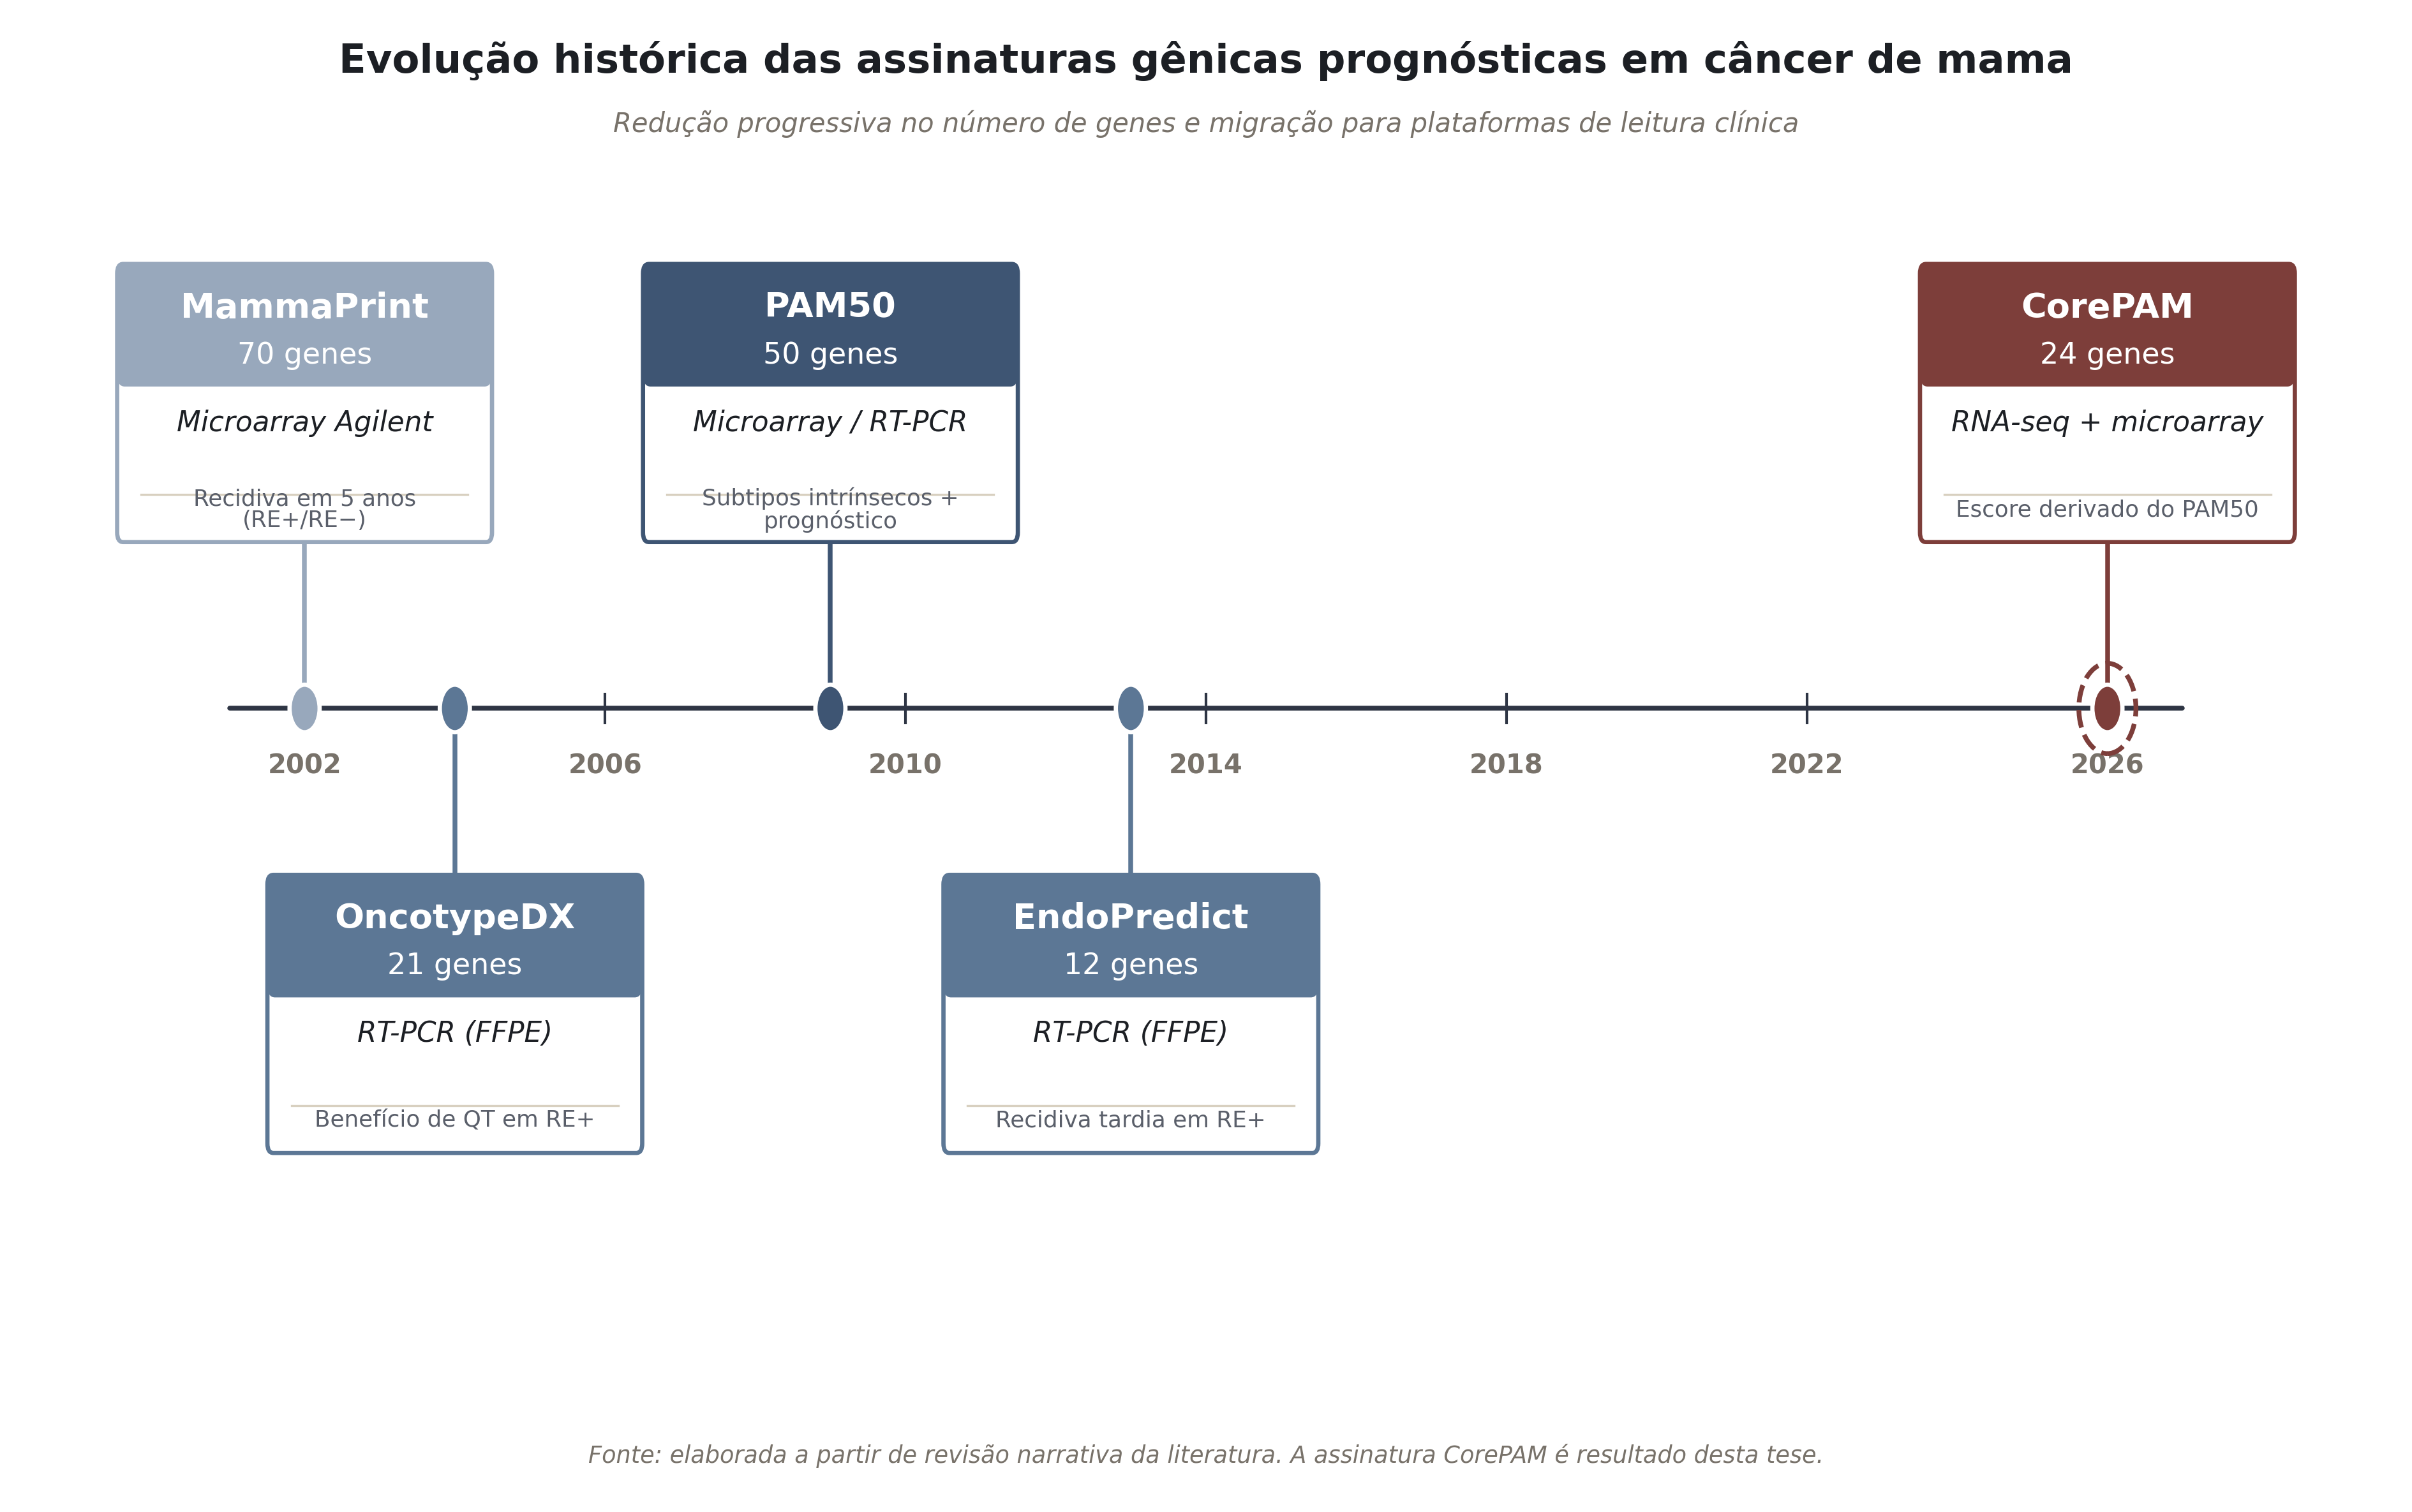 Evolução histórica das assinaturas gênicas prognósticas em câncer de mama
Redução progressiva no número de genes e migração para plataformas de leitura clínica
MammaPrint
70 genes
Microarray Agilent
Recidiva em 5 anos
(RE+/RE−)
PAM50
50 genes
Microarray / RT-PCR
Subtipos intrínsecos +
prognóstico
CorePAM
24 genes
RNA-seq + microarray
Escore derivado do PAM50
2002 2006 2010 2014 2018 2022 2026
OncotypeDX
21 genes
RT-PCR (FFPE)
Benefício de QT em RE+
EndoPredict
12 genes
RT-PCR (FFPE)
Recidiva tardia em RE+
Fonte: elaborada a partir de revisão narrativa da literatura. A assinatura CorePAM é resultado desta tese.